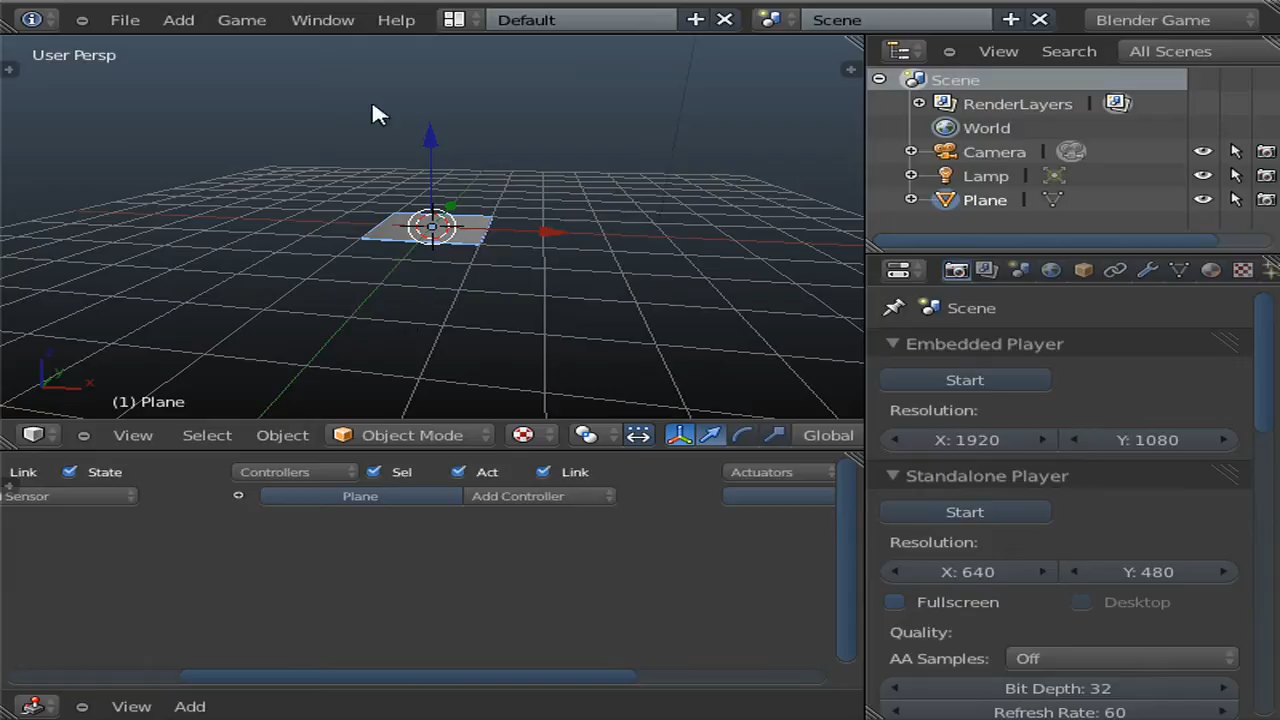 File Add Game Window Help Default Scene Blender Game
User Persp
View Search All Scenes
Scene
RenderLayers
World
Camera
Lamp
Plane
z
y
x
(1) Plane
View Select Object Object Mode Global
Scene
Embedded Player
Start
Resolution:
X: 1920 Y: 1080
Standalone Player
Start
Resolution:
X: 640 Y: 480
Fullscreen Desktop
Quality:
AA Samples: Off
Bit Depth: 32
Refresh Rate: 60
Link State Controllers Sel Act Link Actuators
Sensor Plane Add Controller
View Add